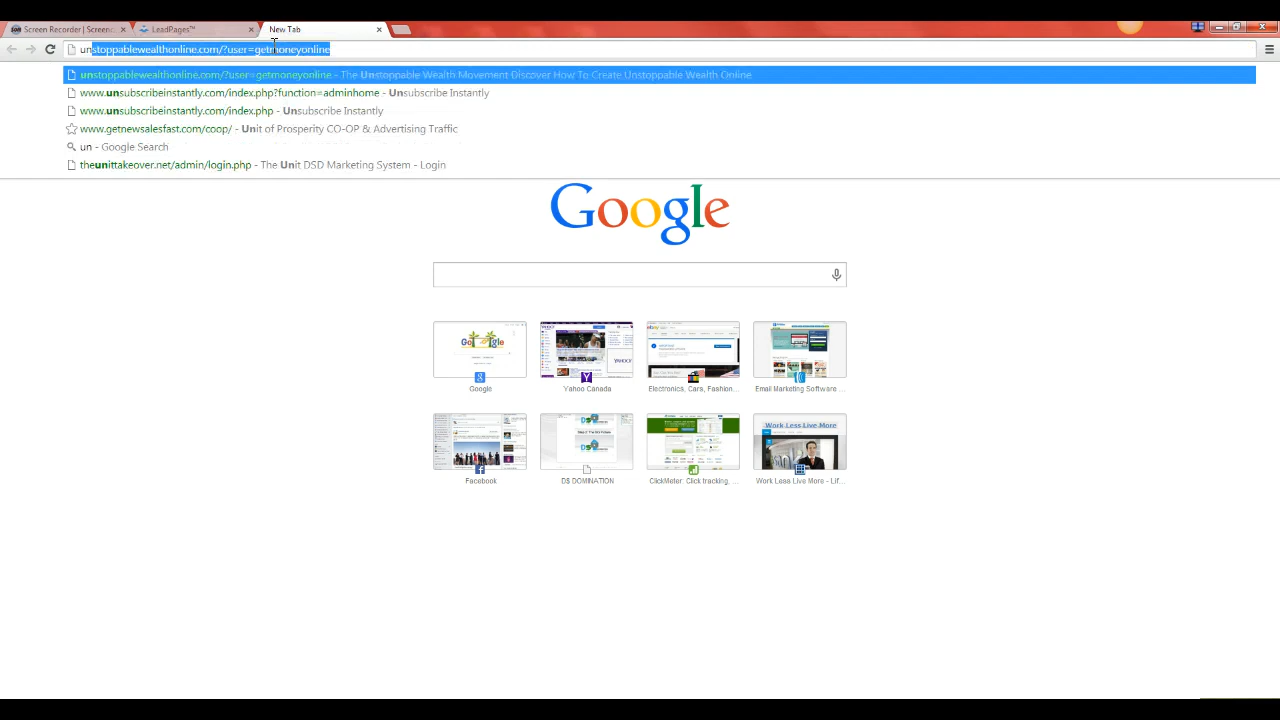 Screen Recorder | Screenc
LeadPages™
New Tab
unstoppablewealthonline.com/?user=getmoneyonline
unstoppablewealthonline.com/?user=getmoneyonline - The Unstoppable Wealth Movement Discover How To Create Unstoppable Wealth Online
www.unsubscribeinstantly.com/index.php?function=adminhome - Unsubscribe Instantly
www.unsubscribeinstantly.com/index.php - Unsubscribe Instantly
www.getnewsalesfast.com/coop/ - Unit of Prosperity CO-OP & Advertising Traffic
un - Google Search
theunittakeover.net/admin/login.php - The Unit DSD Marketing System - Login
Google
Google
Yahoo Canada
Electronics, Cars, Fashion...
Email Marketing Software ...
Work Less Live More
Facebook
D$ DOMINATION
ClickMeter: Click tracking, ...
Work Less Live More - Lif...